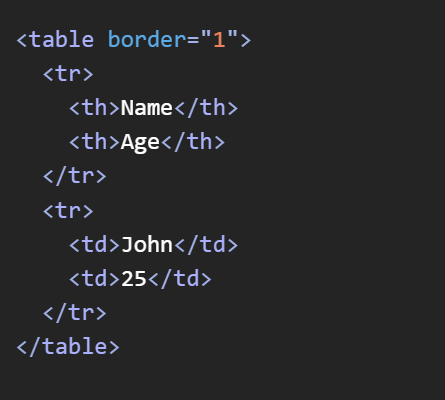 <table border="1">
  <tr>
    <th>Name</th>
    <th>Age</th>
  </tr>
  <tr>
    <td>John</td>
    <td>25</td>
  </tr>
</table>